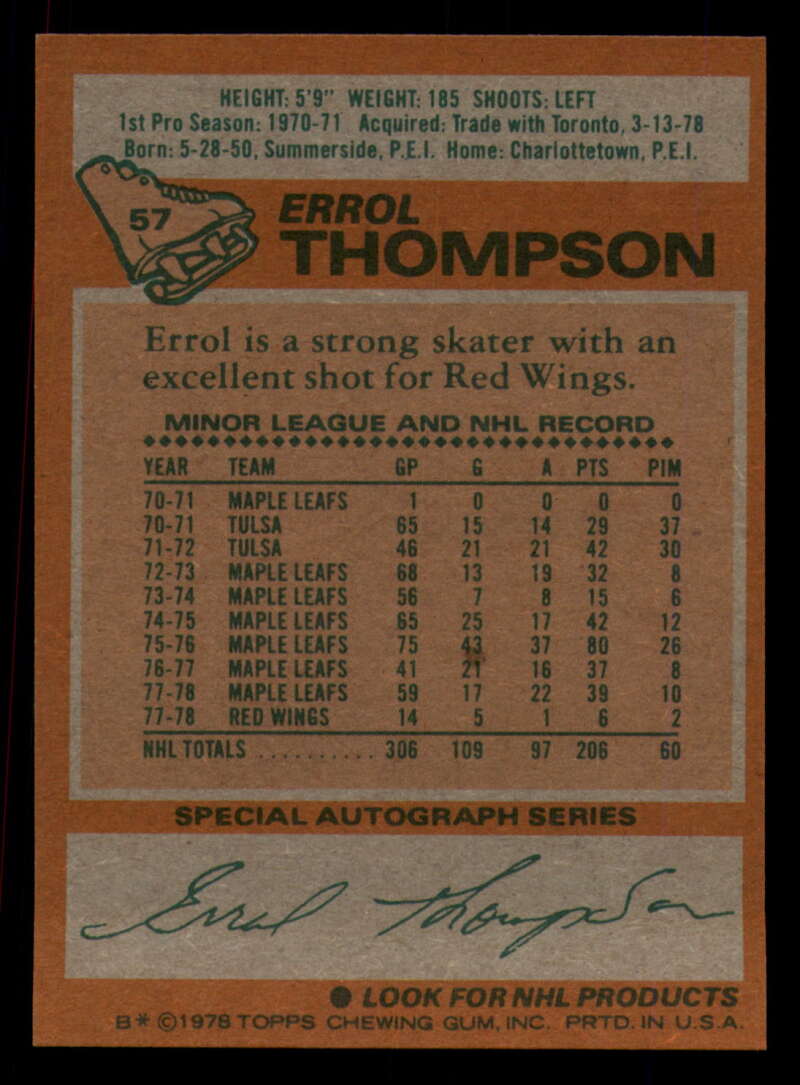 HEIGHT: 5'9" WEIGHT: 185 SHOOTS: LEFT
1st Pro Season: 1970-71 Acquired: Trade with Toronto, 3-13-78
Born: 5-28-50, Summerside, P.E.I. Home: Charlottetown, P.E.I.
57
ERROL
THOMPSON
Errol is a strong skater with an
excellent shot for Red Wings.
MINOR LEAGUE AND NHL RECORD
YEAR TEAM GP G A PTS PIM
70-71 MAPLE LEAFS 1 0 0 0 0
70-71 TULSA 65 15 14 29 37
71-72 TULSA 46 21 21 42 30
72-73 MAPLE LEAFS 68 13 19 32 8
73-74 MAPLE LEAFS 56 7 8 15 6
74-75 MAPLE LEAFS 65 25 17 42 12
75-76 MAPLE LEAFS 75 43 37 80 26
76-77 MAPLE LEAFS 41 21 16 37 8
77-78 MAPLE LEAFS 59 17 22 39 10
77-78 RED WINGS 14 5 1 6 2
NHL TOTALS .......... 306 109 97 206 60
SPECIAL AUTOGRAPH SERIES
Errol Thompson
● LOOK FOR NHL PRODUCTS
B* ©1978 TOPPS CHEWING GUM, INC. PRTD. IN U.S.A.